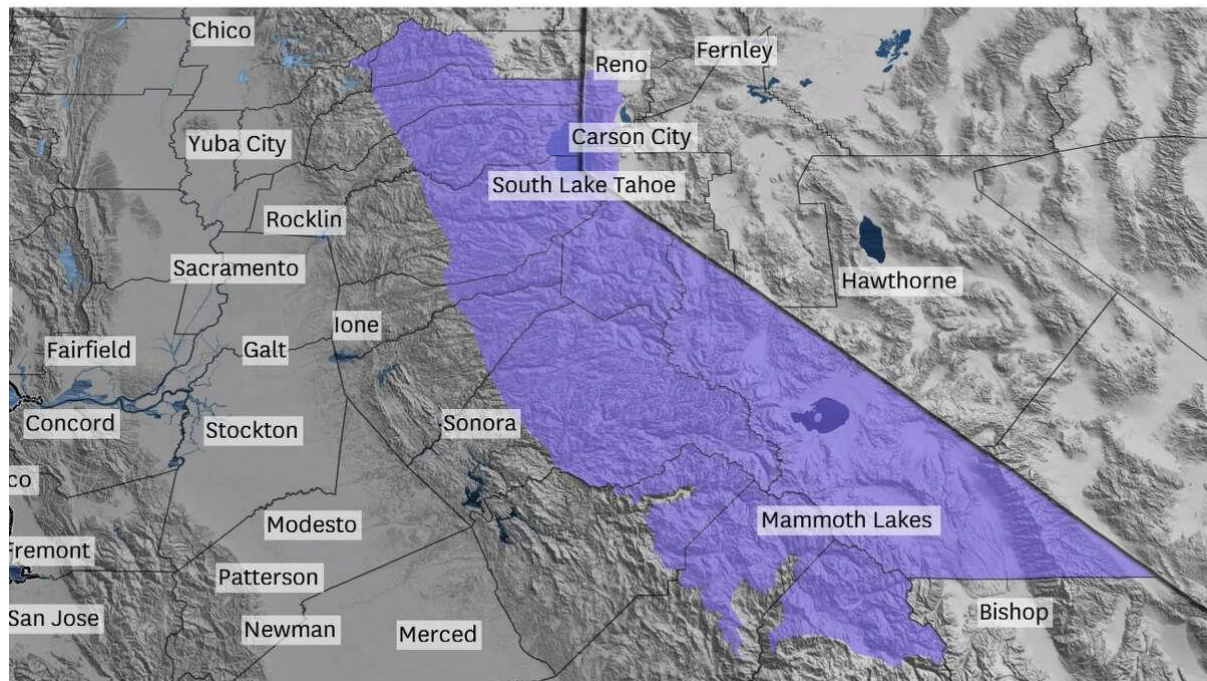 Chico
Reno
Fernley
Yuba City
Carson City
South Lake Tahoe
Rocklin
Sacramento
Hawthorne
Ione
Fairfield
Galt
Concord
Stockton
Sonora
co
Modesto
Mammoth Lakes
Fremont
Patterson
San Jose
Newman
Merced
Bishop